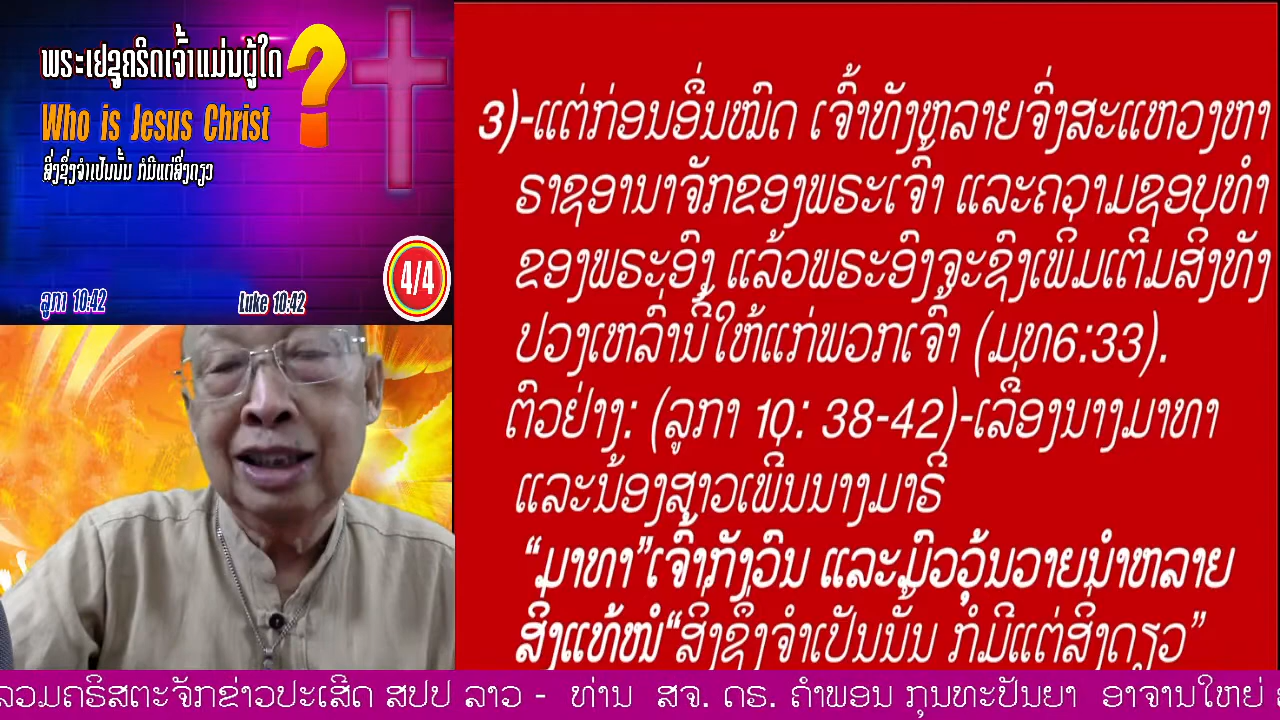 ພຣະເຢຊູຄຣິດເຈົ້າແມ່ນຜູ້ໃດ?
Who is Jesus Christ
ສິ່ງຊຶ່ງຈຳເປັນນັ້ນ ກໍມີແຕ່ສິ່ງດຽວ
4/4
ລູກາ 10:42
Luke 10:42
3)-ແຕ່ກ່ອນອື່ນໝົດ ເຈົ້າທັງຫຼາຍຈົ່ງສະແຫວງຫາ
ຣາຊອານາຈັກຂອງພຣະເຈົ້າ ແລະຄວາມຊອບທຳ
ຂອງພຣະອົງ ແລ້ວພຣະອົງຈະຊົງເພິ່ມເຕີມສິ່ງທັງ
ປວງເຫລົ່ານີ້ໃຫ້ແກ່ພວກເຈົ້າ (ມທ6:33).
ຕົວຢ່າງ: (ລູກາ 10: 38-42)-ເລື່ອງນາງມາທາ
ແລະນ້ອງສາວເພິ່ນນາງມາຣີ
“ມາທາ”ເຈົ້າກັງວົນ ແລະມົວວຸ້ນວາຍນຳຫລາຍ
ສິ່ງແທ້ໜໍ“ສິ່ງຊຶ່ງຈຳເປັນນັ້ນ ກໍມີແຕ່ສິ່ງດຽວ”
ລວມຄຣິສຕະຈັກຂ່າວປະເສີດ ສປປ ລາວ - ທ່ານ ສຈ. ດຣ. ຄຳພອນ ກຸນທະປັນຍາ ອາຈານໃຫຍ່